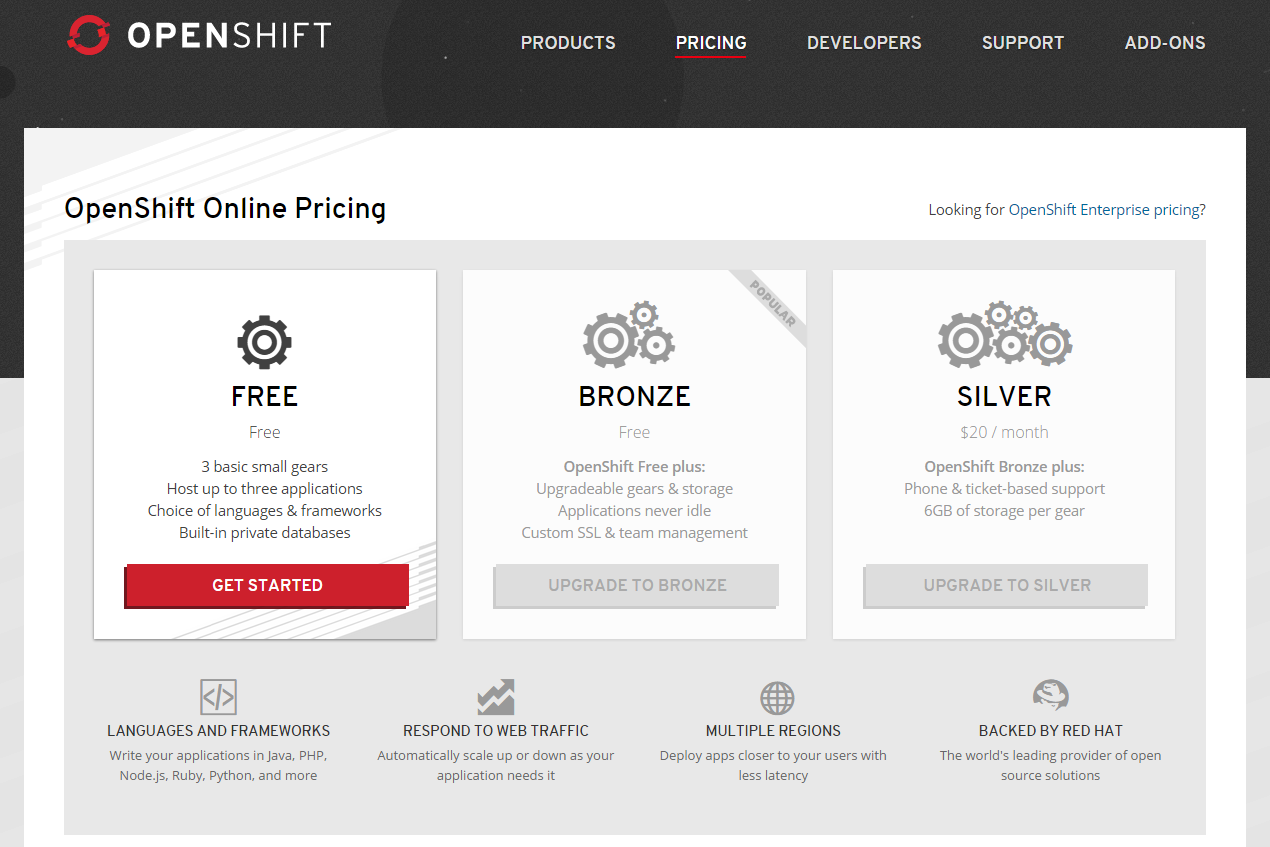 OPENSHIFT
PRODUCTS
PRICING
DEVELOPERS
SUPPORT
ADD-ONS
OpenShift Online Pricing
Looking for OpenShift Enterprise pricing?
FREE
Free
3 basic small gears
Host up to three applications
Choice of languages & frameworks
Built-in private databases
GET STARTED
POPULAR
BRONZE
Free
OpenShift Free plus:
Upgradeable gears & storage
Applications never idle
Custom SSL & team management
UPGRADE TO BRONZE
SILVER
$20 / month
OpenShift Bronze plus:
Phone & ticket-based support
6GB of storage per gear
UPGRADE TO SILVER
LANGUAGES AND FRAMEWORKS
Write your applications in Java, PHP,
Node.js, Ruby, Python, and more
RESPOND TO WEB TRAFFIC
Automatically scale up or down as your
application needs it
MULTIPLE REGIONS
Deploy apps closer to your users with
less latency
BACKED BY RED HAT
The world's leading provider of open
source solutions